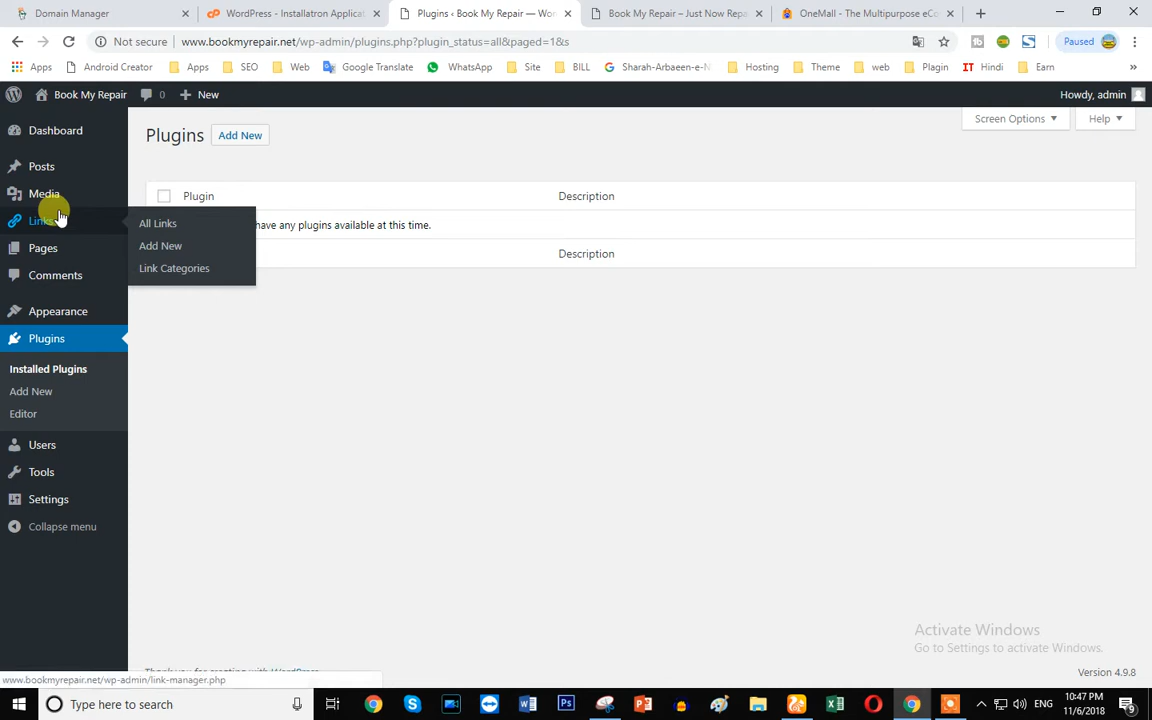 Domain Manager
WordPress - Installatron Applicat
Plugins ‹ Book My Repair — Wor
Book My Repair – Just Now Repa
OneMall - The Multipurpose eCo
Not secure
www.bookmyrepair.net/wp-admin/plugins.php?plugin_status=all&paged=1&s
Paused
Apps
Android Creator
Apps
SEO
Web
Google Translate
WhatsApp
Site
BILL
Sharah-Arbaeen-e-N
Hosting
Theme
web
Plagin
IT Hindi
Earn
»
Book My Repair
0
New
Howdy, admin
Dashboard
Posts
Media
Links
Pages
Comments
Appearance
Plugins
Installed Plugins
Add New
Editor
Users
Tools
Settings
Collapse menu
All Links
Add New
Link Categories
Plugins
Add New
Screen Options
Help
Plugin
Description
have any plugins available at this time.
Description
Activate Windows
Go to Settings to activate Windows.
Version 4.9.8
www.bookmyrepair.net/wp-admin/link-manager.php
Type here to search
ENG
10:47 PM
11/6/2018
9